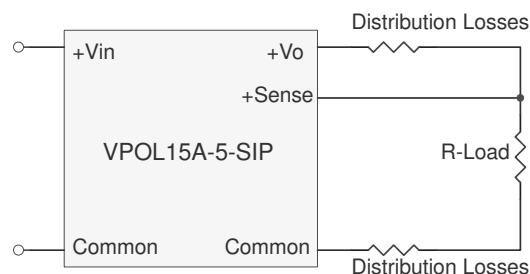 Distribution Losses
+Vin
+Vo
+Sense
VPOL15A-5-SIP
R-Load
Common
Common
Distribution Losses